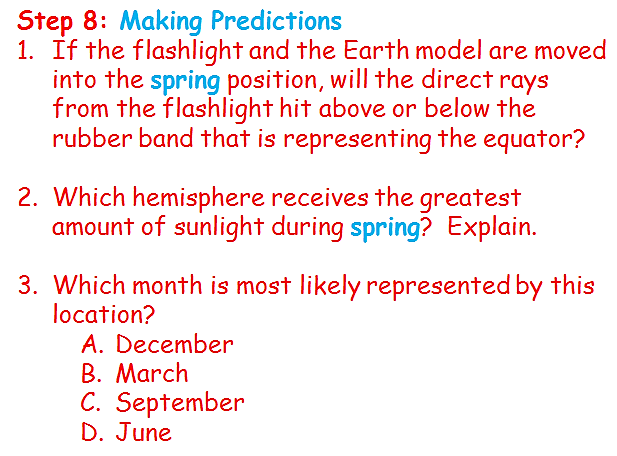 Step 8: Making Predictions
1. If the flashlight and the Earth model are moved
into the spring position, will the direct rays
from the flashlight hit above or below the
rubber band that is representing the equator?
2. Which hemisphere receives the greatest
amount of sunlight during spring? Explain.
3. Which month is most likely represented by this
location?
A. December
B. March
C. September
D. June